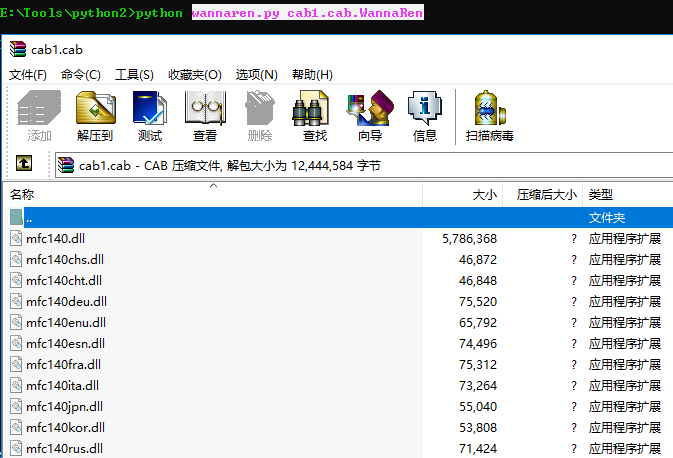 E:\Tools\python2>python wannaren.py cab1.cab.WannaRen
cab1.cab
文件(F) 命令(C) 工具(S) 收藏夹(O) 选项(N) 帮助(H)
添加 解压到 测试 查看 删除 查找 向导 信息 扫描病毒
cab1.cab - CAB 压缩文件, 解包大小为 12,444,584 字节
名称 大小 压缩后大小 类型
.. 文件夹
mfc140.dll 5,786,368 ? 应用程序扩展
mfc140chs.dll 46,872 ? 应用程序扩展
mfc140cht.dll 46,848 ? 应用程序扩展
mfc140deu.dll 75,520 ? 应用程序扩展
mfc140enu.dll 65,792 ? 应用程序扩展
mfc140esn.dll 74,496 ? 应用程序扩展
mfc140fra.dll 75,312 ? 应用程序扩展
mfc140ita.dll 73,264 ? 应用程序扩展
mfc140jpn.dll 55,040 ? 应用程序扩展
mfc140kor.dll 53,808 ? 应用程序扩展
mfc140rus.dll 71,424 ? 应用程序扩展